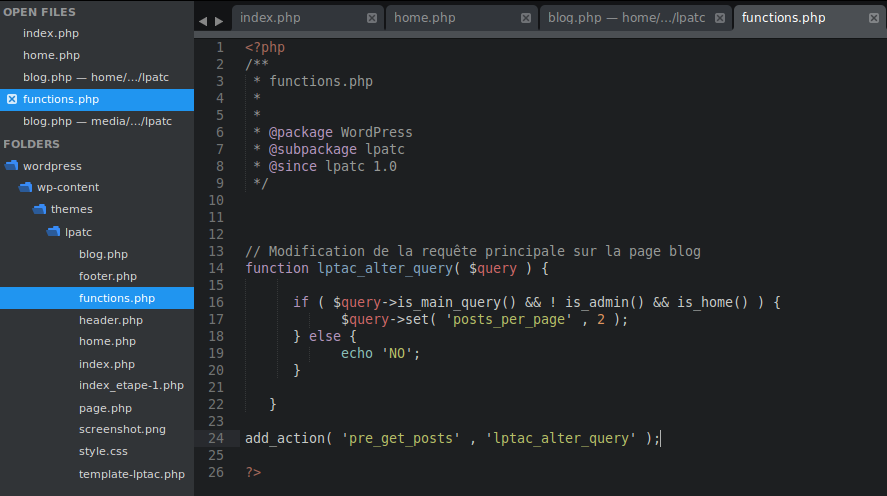 OPEN FILES
index.php
home.php
blog.php — home/.../lpatc
functions.php
blog.php — media/.../lpatc
FOLDERS
wordpress
wp-content
themes
lpatc
blog.php
footer.php
functions.php
header.php
home.php
index.php
index_etape-1.php
page.php
screenshot.png
style.css
template-lptac.php
index.php
home.php
blog.php — home/.../lpatc
functions.php
1 <?php
2 /**
3 * functions.php
4 *
5 *
6 * @package WordPress
7 * @subpackage lpatc
8 * @since lpatc 1.0
9 */
10
11
12
13 // Modification de la requête principale sur la page blog
14 function lptac_alter_query( $query ) {
15
16 if ( $query->is_main_query() && ! is_admin() && is_home() ) {
17 $query->set( 'posts_per_page' , 2 );
18 } else {
19 echo 'NO';
20 }
21
22 }
23
24 add_action( 'pre_get_posts' , 'lptac_alter_query' );
25
26 ?>